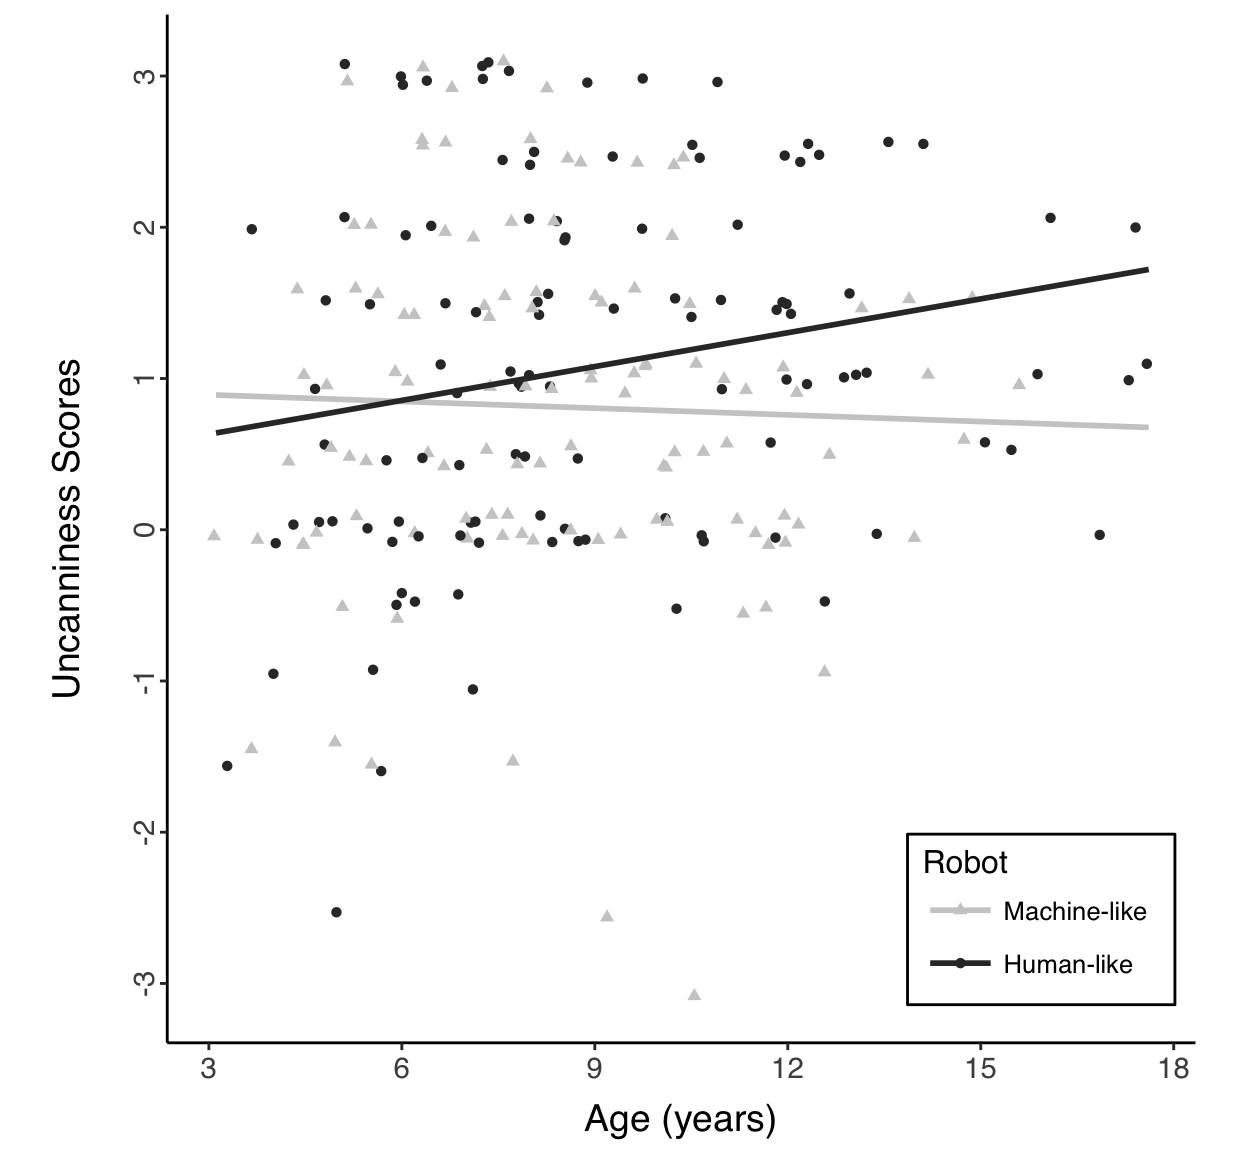 Uncanniness Scores
3
2
1
0
-1
-2
-3
3 6 9 12 15 18
Age (years)
Robot
Machine-like
Human-like